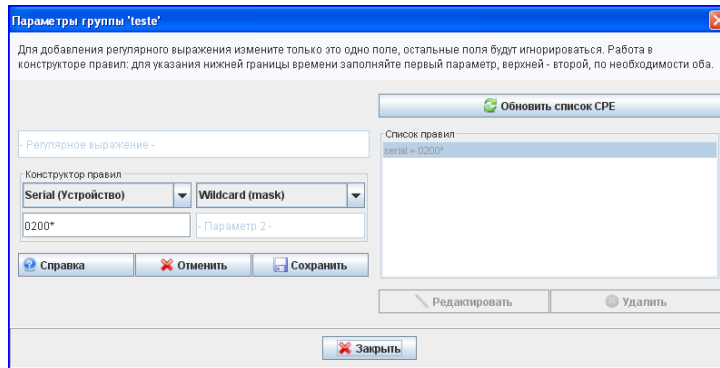 Параметры группы 'teste'
Для добавления регулярного выражения измените только это одно поле, остальные поля будут игнорироваться. Работа в
конструкторе правил: для указания нижней границы времени заполняйте первый параметр, верхней - второй, по необходимости оба.
Обновить список CPE
- Регулярное выражение -
Список правил
serial = 0200*
Конструктор правил
Serial (Устройство)
Wildcard (mask)
0200*
- Параметр 2 -
Справка
Отменить
Сохранить
Редактировать
Удалить
Закрыть